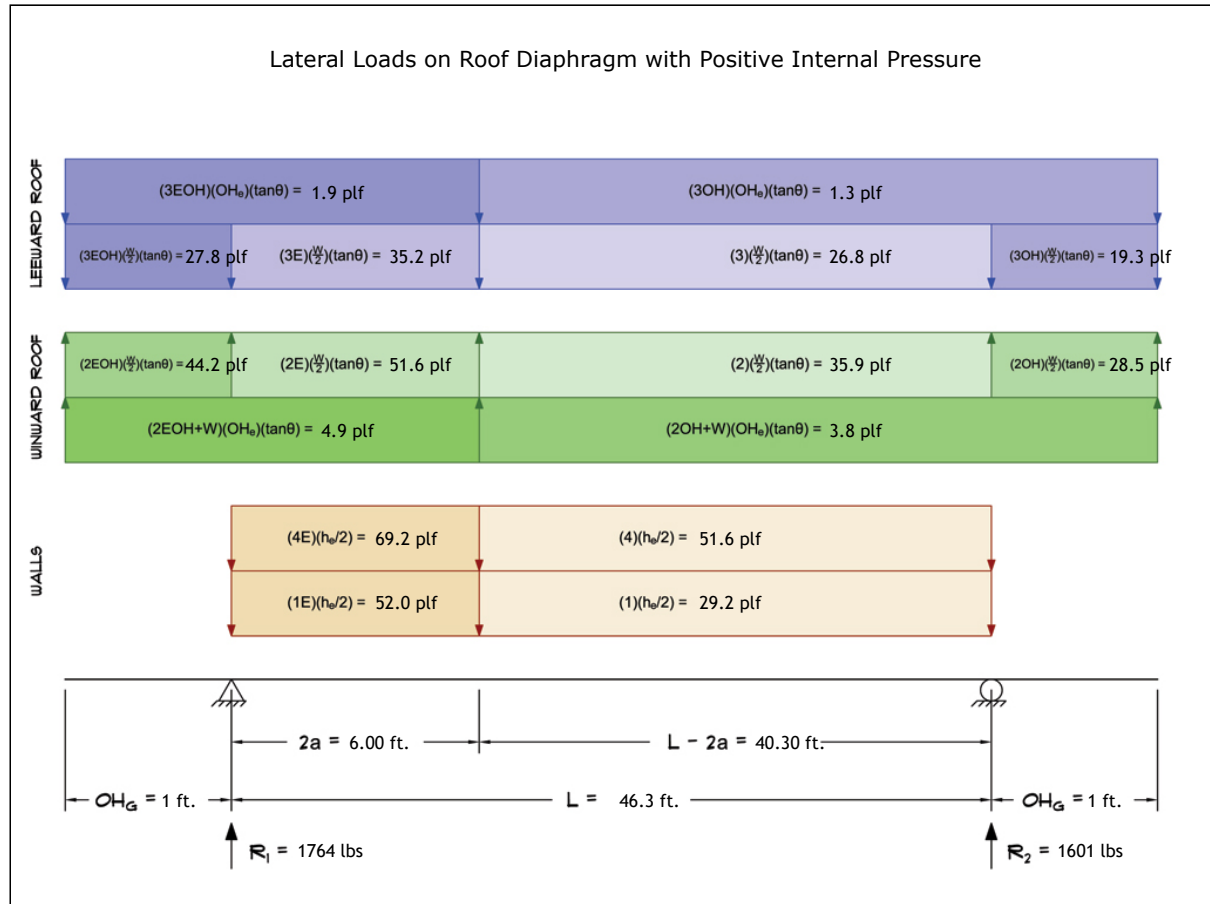 Lateral Loads on Roof Diaphragm with Positive Internal Pressure
LEEWARD ROOF
(3EOH)(OHₑ)(tanθ) = 1.9 plf
(3OH)(OHₑ)(tanθ) = 1.3 plf
(3EOH)(W/2)(tanθ) = 27.8 plf
(3E)(W/2)(tanθ) = 35.2 plf
(3)(W/2)(tanθ) = 26.8 plf
(3OH)(W/2)(tanθ) = 19.3 plf
WINWARD ROOF
(2EOH)(W/2)(tanθ) = 44.2 plf
(2E)(W/2)(tanθ) = 51.6 plf
(2)(W/2)(tanθ) = 35.9 plf
(2OH)(W/2)(tanθ) = 28.5 plf
(2EOH+W)(OHₑ)(tanθ) = 4.9 plf
(2OH+W)(OHₑ)(tanθ) = 3.8 plf
WALLS
(4E)(hₑ/2) = 69.2 plf
(4)(hₑ/2) = 51.6 plf
(1E)(hₑ/2) = 52.0 plf
(1)(hₑ/2) = 29.2 plf
2a = 6.00 ft.
L - 2a = 40.30 ft.
OH_G = 1 ft.
L = 46.3 ft.
OH_G = 1 ft.
R₁ = 1764 lbs
R₂ = 1601 lbs